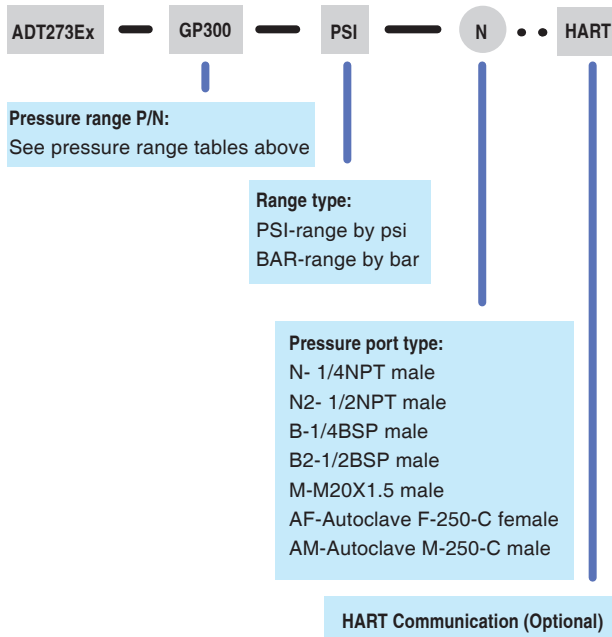 ADT273Ex GP300 PSI N HART
Pressure range P/N:
See pressure range tables above
Range type:
PSI-range by psi
BAR-range by bar
Pressure port type:
N- 1/4NPT male
N2- 1/2NPT male
B-1/4BSP male
B2-1/2BSP male
M-M20X1.5 male
AF-Autoclave F-250-C female
AM-Autoclave M-250-C male
HART Communication (Optional)